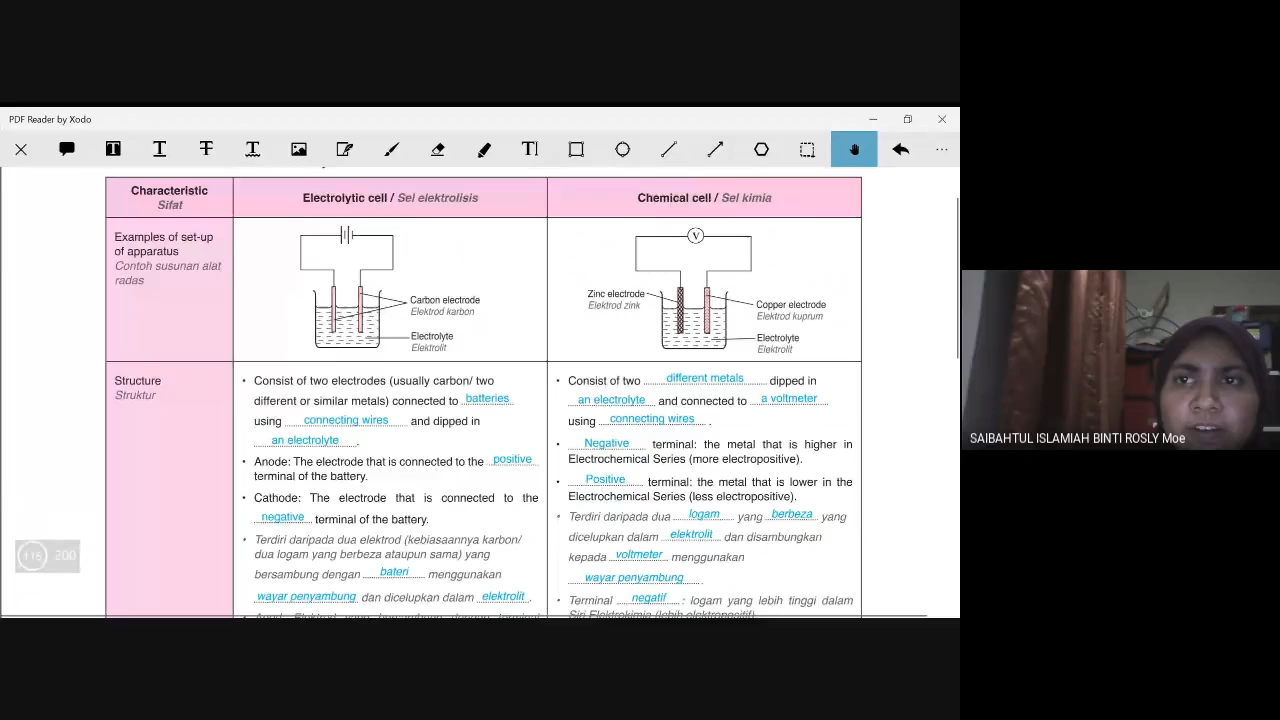 PDF Reader by Xodo
Characteristic
Sifat
Electrolytic cell / Sel elektrolisis
Chemical cell / Sel kimia
Examples of set-up
of apparatus
Contoh susunan alat
radas
Carbon electrode
Elektrod karbon
Electrolyte
Elektrolit
V
Zinc electrode
Elektrod zink
Copper electrode
Elektrod kuprum
Electrolyte
Elektrolit
Structure
Struktur
• Consist of two electrodes (usually carbon/ two
different or similar metals) connected to batteries
using connecting wires and dipped in
an electrolyte .
• Anode: The electrode that is connected to the positive
terminal of the battery.
• Cathode: The electrode that is connected to the
negative terminal of the battery.
• Terdiri daripada dua elektrod (kebiasaannya karbon/
dua logam yang berbeza ataupun sama) yang
bersambung dengan bateri menggunakan
wayar penyambung dan dicelupkan dalam elektrolit.
• Consist of two different metals dipped in
an electrolyte and connected to a voltmeter
using connecting wires .
• Negative terminal: the metal that is higher in
Electrochemical Series (more electropositive).
• Positive terminal: the metal that is lower in the
Electrochemical Series (less electropositive).
• Terdiri daripada dua logam yang berbeza yang
dicelupkan dalam elektrolit dan disambungkan
kepada voltmeter menggunakan
wayar penyambung .
• Terminal negatif : logam yang lebih tinggi dalam
Siri Elektrokimia (lebih elektropositif).
115 200
SAIBAHTUL ISLAMIAH BINTI ROSLY Moe